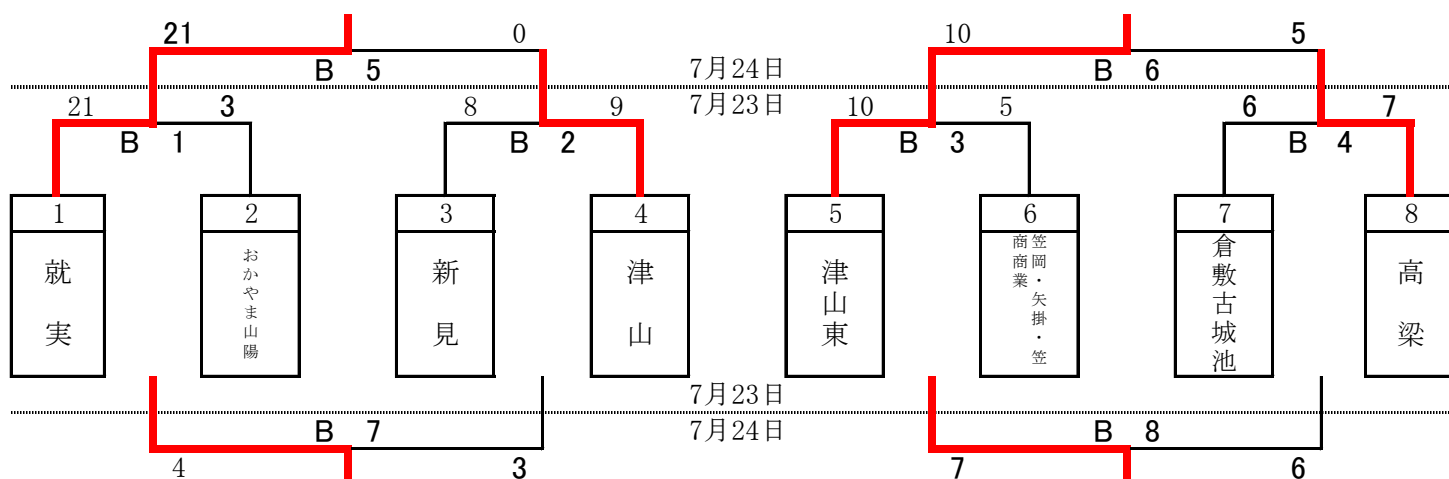 21 0 10 5
B 5 7月24日 B 6
21 3 8 9 7月23日 10 5 6 7
B 1 B 2 B 3 B 4
1 2 3 4 5 6 7 8
就実
おかやま山陽
新見
津山
津山東
笠岡・矢掛・笠
商商業
倉敷古城池
高梁
7月23日
B 7 7月24日 B 8
4 3 7 6